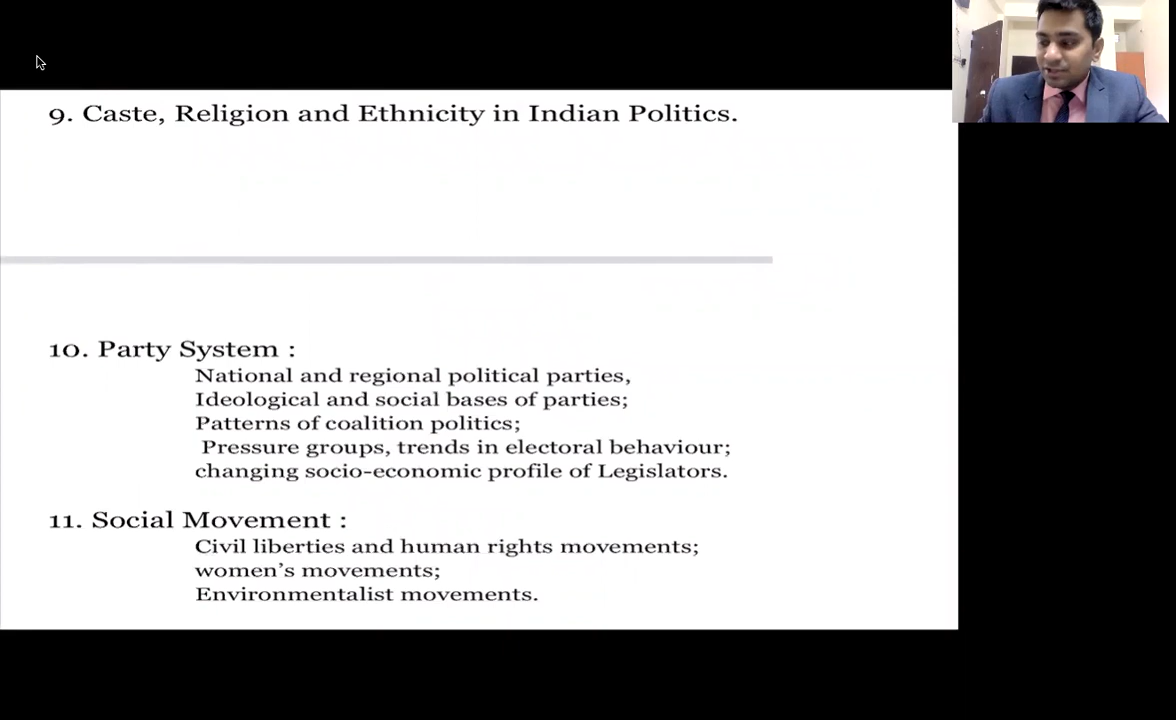 9. Caste, Religion and Ethnicity in Indian Politics.
10. Party System :
National and regional political parties,
Ideological and social bases of parties;
Patterns of coalition politics;
Pressure groups, trends in electoral behaviour;
changing socio-economic profile of Legislators.
11. Social Movement :
Civil liberties and human rights movements;
women’s movements;
Environmentalist movements.